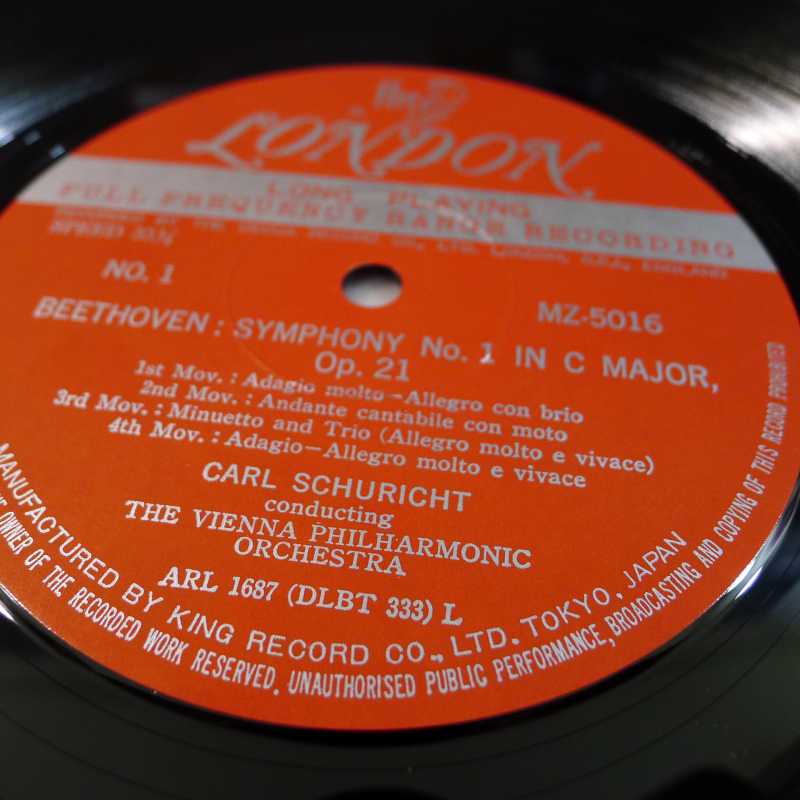 ffrr
LONDON
LONG PLAYING
FULL FREQUENCY RANGE RECORDING
SPEED 33⅓
NO. 1
MZ-5016
BEETHOVEN : SYMPHONY No. 1 IN C MAJOR,
Op. 21
1st Mov. : Adagio molto—Allegro con brio
2nd Mov. : Andante cantabile con moto
3rd Mov. : Minuetto and Trio (Allegro molto e vivace)
4th Mov. : Adagio—Allegro molto e vivace
CARL SCHURICHT
conducting
THE VIENNA PHILHARMONIC
ORCHESTRA
ARL 1687 (DLBT 333) L
MANUFACTURED BY KING RECORD CO., LTD. TOKYO, JAPAN
OWNER OF THE RECORDED WORK RESERVED. UNAUTHORISED PUBLIC PERFORMANCE, BROADCASTING AND COPYING OF THIS RECORD PROHIBITED